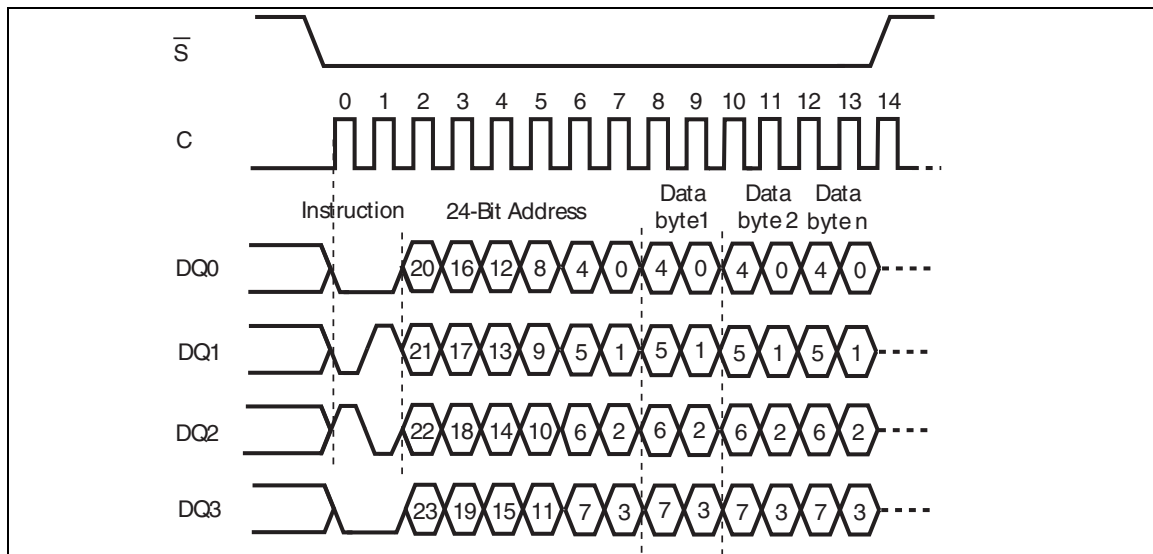 S
0 1 2 3 4 5 6 7 8 9 10 11 12 13 14
C
Instruction 24-Bit Address Data byte1 Data byte 2 Data byte n
DQ0 20 16 12 8 4 0 4 0 4 0 4 0
DQ1 21 17 13 9 5 1 5 1 5 1 5 1
DQ2 22 18 14 10 6 2 6 2 6 2 6 2
DQ3 23 19 15 11 7 3 7 3 7 3 7 3